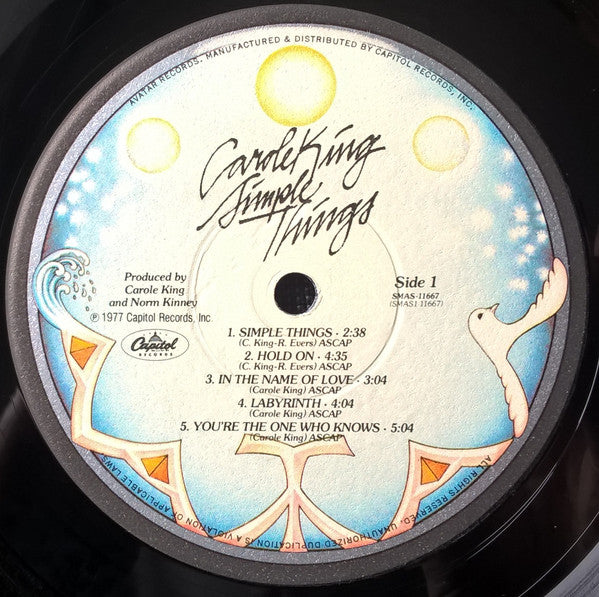 AVATAR RECORDS. MANUFACTURED & DISTRIBUTED BY CAPITOL RECORDS, INC.
Carole King
Simple
Things
Produced by
Carole King
and Norm Kinney
℗ 1977 Capitol Records, Inc.
Capitol
RECORDS
Side 1
SMAS-11667
(SMAS1-11667)
1. SIMPLE THINGS · 2:38
(C. King-R. Evers) ASCAP
2. HOLD ON · 4:35
(C. King-R. Evers) ASCAP
3. IN THE NAME OF LOVE · 3:04
(Carole King) ASCAP
4. LABYRINTH · 4:04
(Carole King) ASCAP
5. YOU'RE THE ONE WHO KNOWS · 5:04
(Carole King) ASCAP
ALL RIGHTS RESERVED. UNAUTHORIZED DUPLICATION IS A VIOLATION OF APPLICABLE LAWS